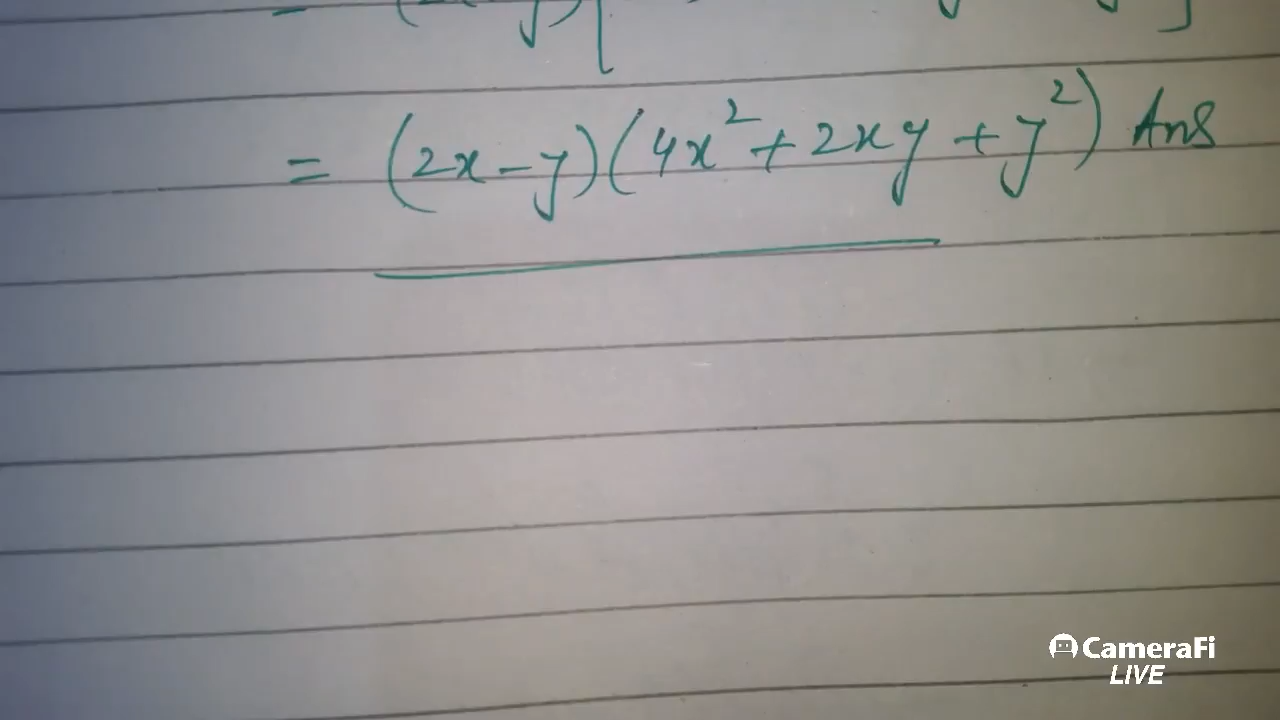 = (2x-y)(4x²+2xy+y²) Ans
CameraFi
LIVE